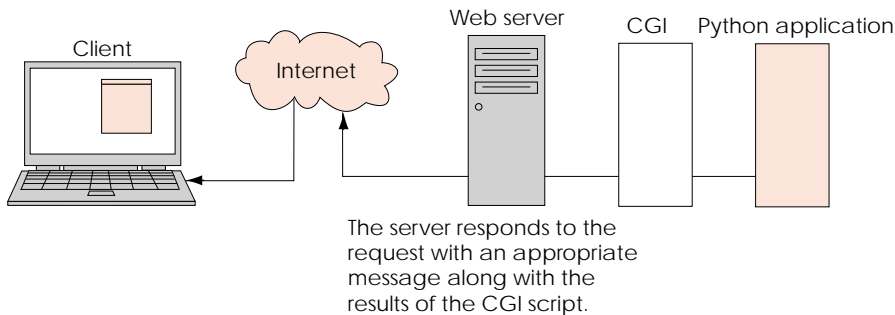 Client
Internet
Web server
CGI
Python application
The server responds to the
request with an appropriate
message along with the
results of the CGI script.